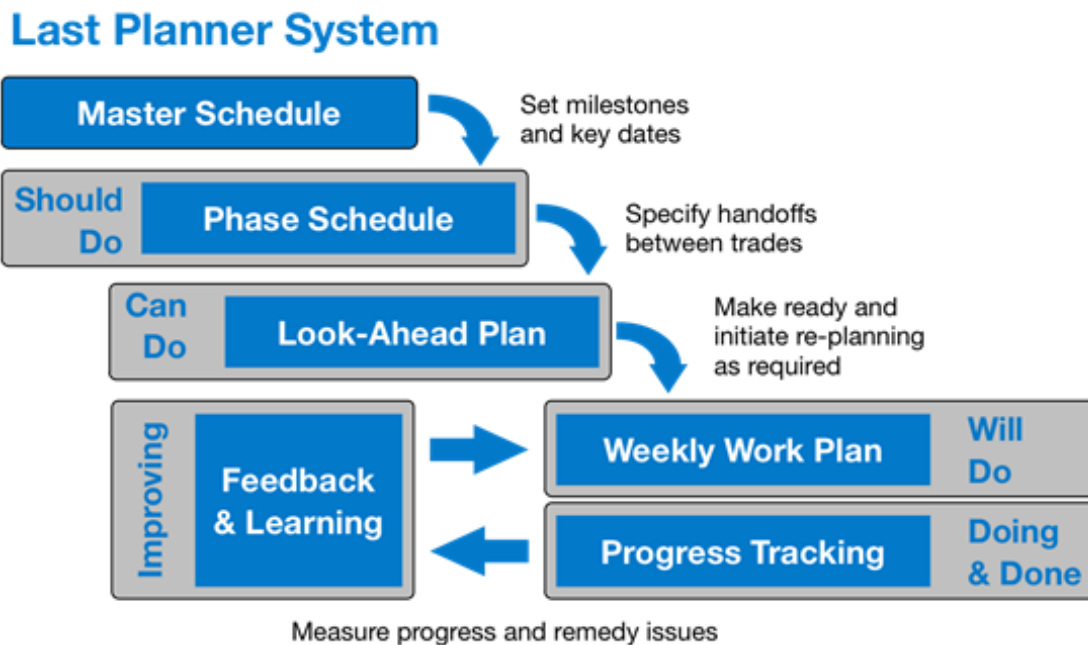 Last Planner System
Master Schedule
Set milestones
and key dates
Should
Do
Phase Schedule
Specify handoffs
between trades
Can
Do
Look-Ahead Plan
Make ready and
initiate re-planning
as required
Improving
Feedback
& Learning
Weekly Work Plan
Will
Do
Progress Tracking
Doing
& Done
Measure progress and remedy issues